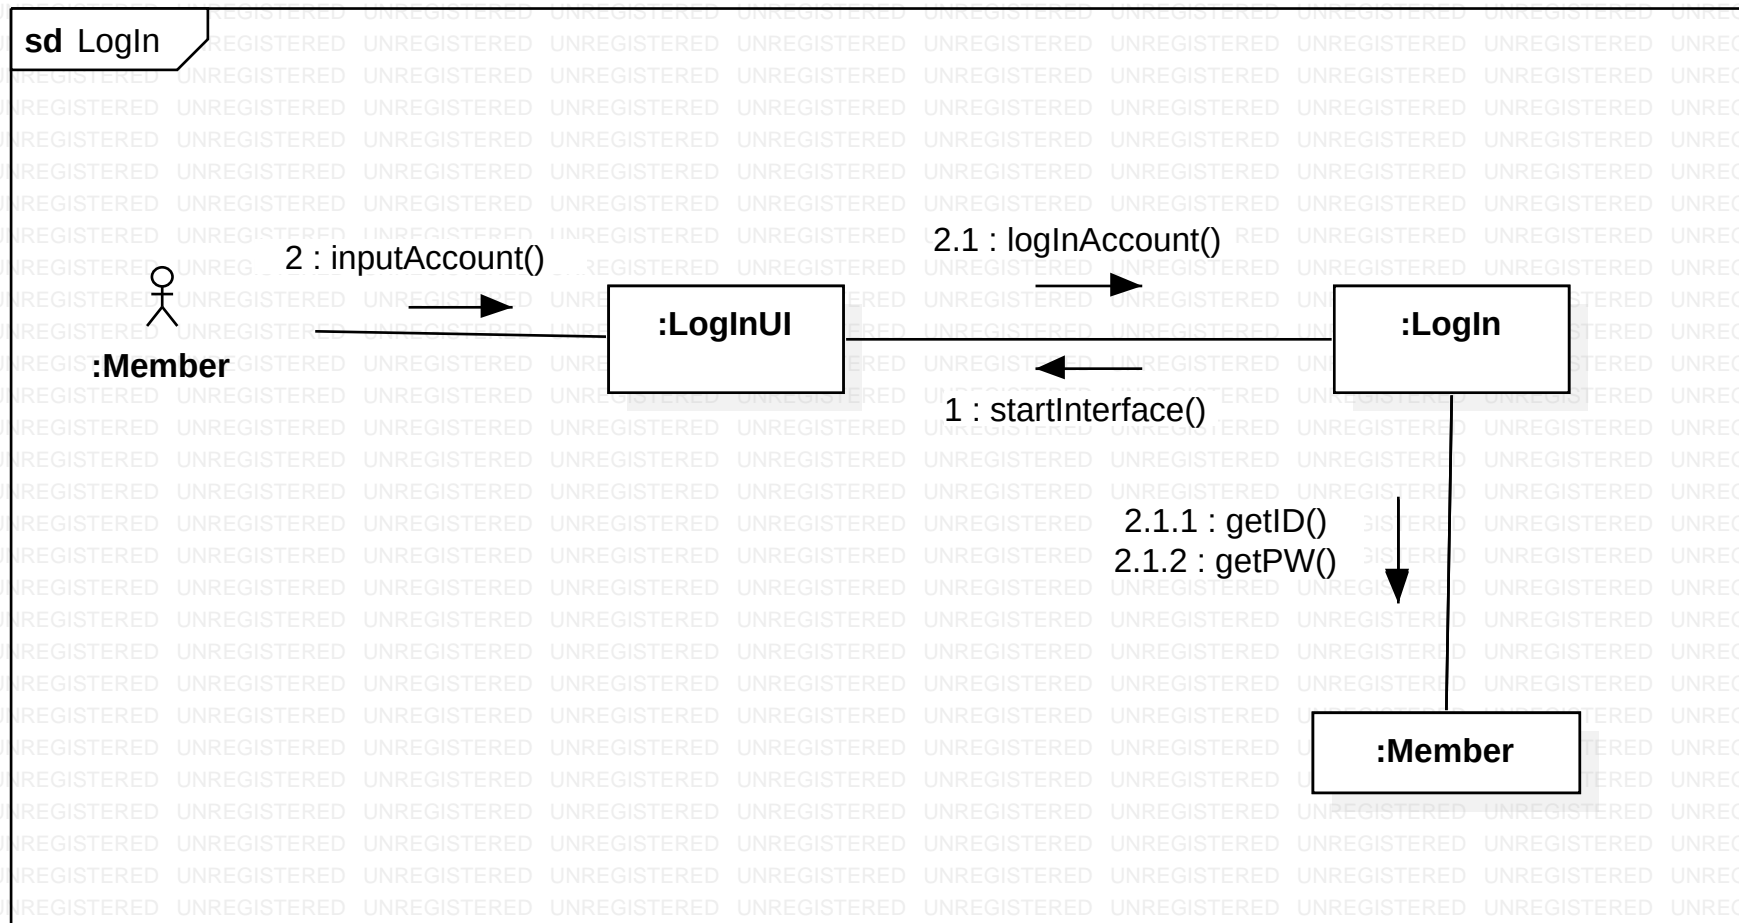 sd LogIn
2 : inputAccount()
2.1 : logInAccount()
:LogInUI
:LogIn
:Member
1 : startInterface()
2.1.1 : getID()
2.1.2 : getPW()
:Member
UNREGISTERED